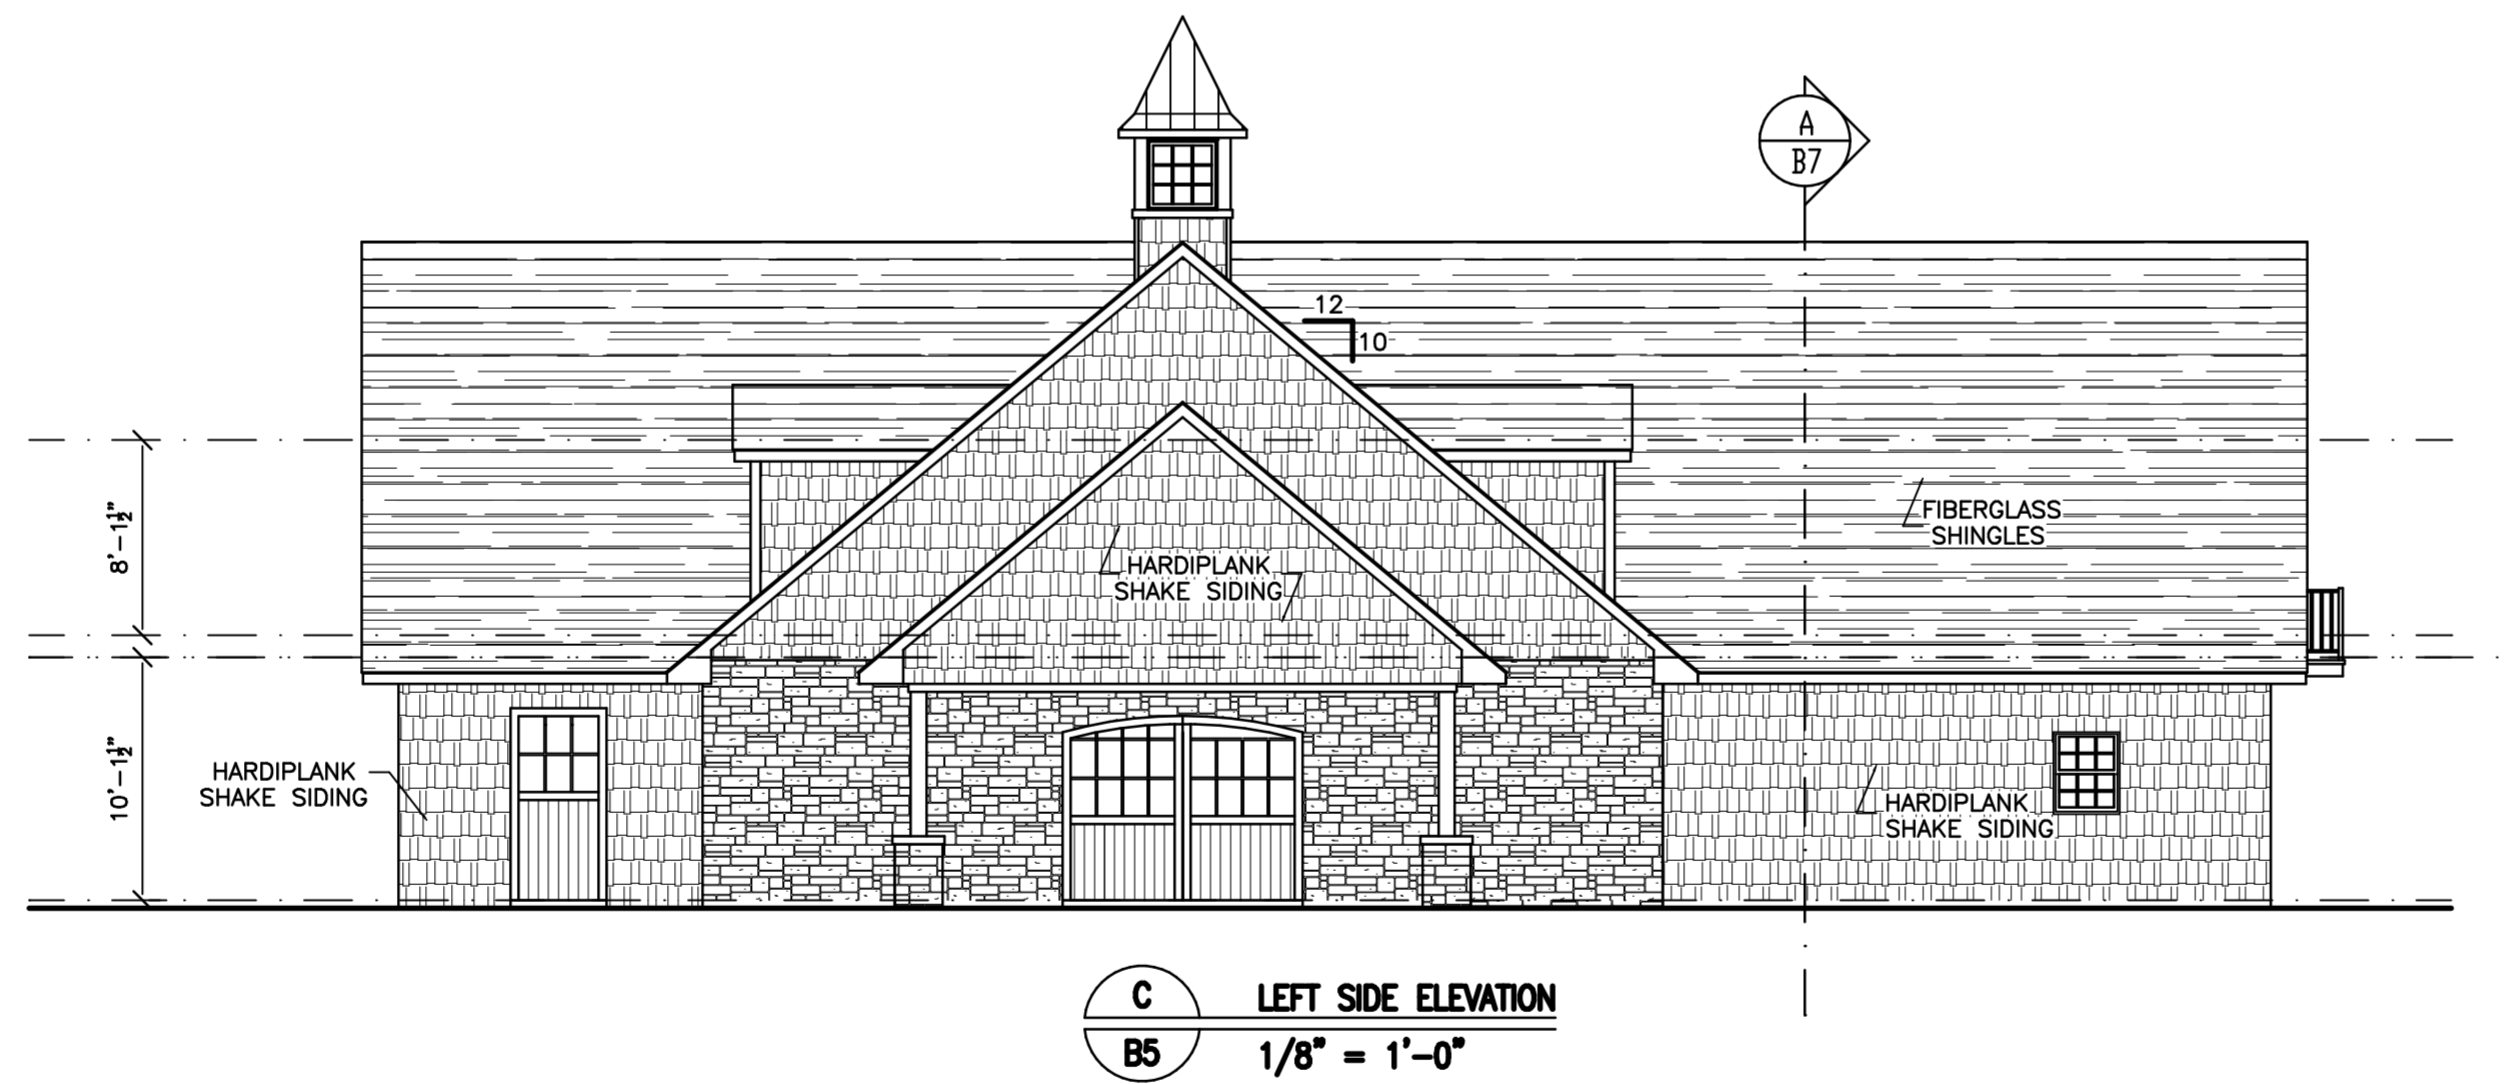 A
B7
12
10
8'-1½"
10'-1½"
FIBERGLASS
SHINGLES
HARDIPLANK
SHAKE SIDING
HARDIPLANK
SHAKE SIDING
HARDIPLANK
SHAKE SIDING
C
LEFT SIDE ELEVATION
B5
1/8" = 1'-0"